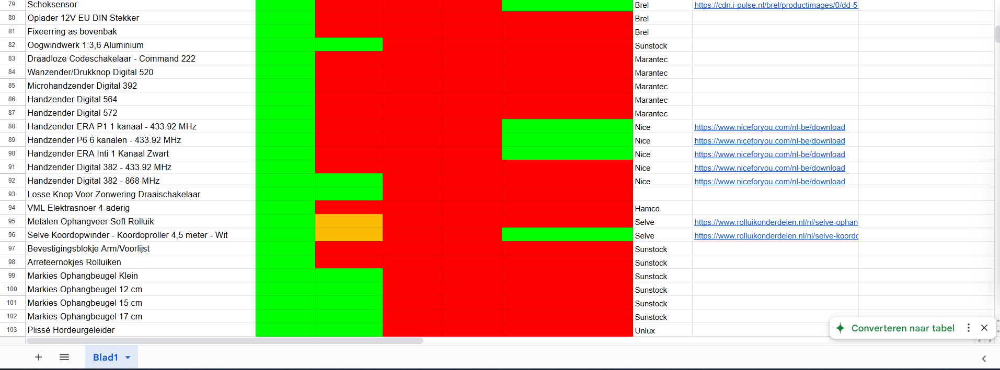 79 Schoksensor Brel https://cdn.i-pulse.nl/brel/productimages/0/dd-5
80 Oplader 12V EU DIN Stekker Brel
81 Fixeerring as bovenbak Brel
82 Oogwindwerk 1:3,6 Aluminium Sunstock
83 Draadloze Codeschakelaar - Command 222 Marantec
84 Wanzender/Drukknop Digital 520 Marantec
85 Microhandzender Digital 392 Marantec
86 Handzender Digital 564 Marantec
87 Handzender Digital 572 Marantec
88 Handzender ERA P1 1 kanaal - 433.92 MHz Nice https://www.niceforyou.com/nl-be/download
89 Handzender P6 6 kanalen - 433.92 MHz Nice https://www.niceforyou.com/nl-be/download
90 Handzender ERA Inti 1 Kanaal Zwart Nice https://www.niceforyou.com/nl-be/download
91 Handzender Digital 382 - 433.92 MHz Nice https://www.niceforyou.com/nl-be/download
92 Handzender Digital 382 - 868 MHz Nice https://www.niceforyou.com/nl-be/download
93 Losse Knop Voor Zonwering Draaischakelaar
94 VML Elektrasnoer 4-aderig Hamco
95 Metalen Ophangveer Soft Rolluik Selve https://www.rolluikonderdelen.nl/nl/selve-ophan
96 Selve Koordopwinder - Koordoproller 4,5 meter - Wit Selve https://www.rolluikonderdelen.nl/nl/selve-koord
97 Bevestigingsblokje Arm/Voorlijst Sunstock
98 Arreteernokjes Rolluiken Sunstock
99 Markies Ophangbeugel Klein Sunstock
100 Markies Ophangbeugel 12 cm Sunstock
101 Markies Ophangbeugel 15 cm Sunstock
102 Markies Ophangbeugel 17 cm Sunstock
103 Plissé Hordeurgeleider Unlux
Converteren naar tabel
Blad1